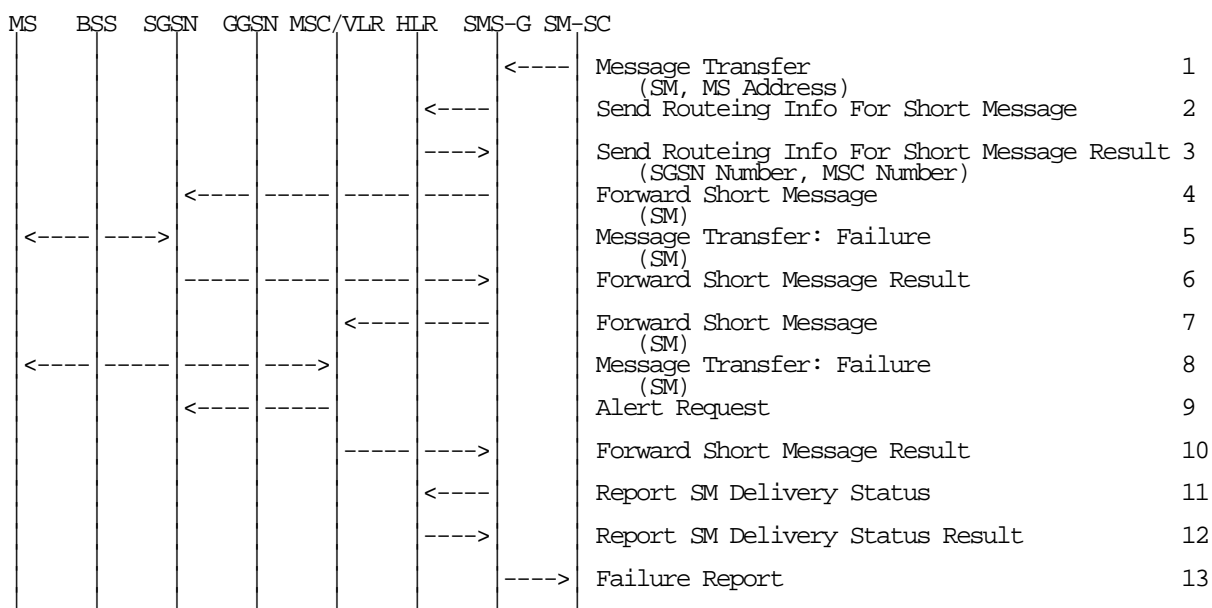 MS BSS SGSN GGSN MSC/VLR HLR SMS-G SM-SC
Message Transfer 1
(SM, MS Address)
Send Routeing Info For Short Message 2
Send Routeing Info For Short Message Result 3
(SGSN Number, MSC Number)
Forward Short Message 4
(SM)
Message Transfer: Failure 5
(SM)
Forward Short Message Result 6
Forward Short Message 7
(SM)
Message Transfer: Failure 8
(SM)
Alert Request 9
Forward Short Message Result 10
Report SM Delivery Status 11
Report SM Delivery Status Result 12
Failure Report 13